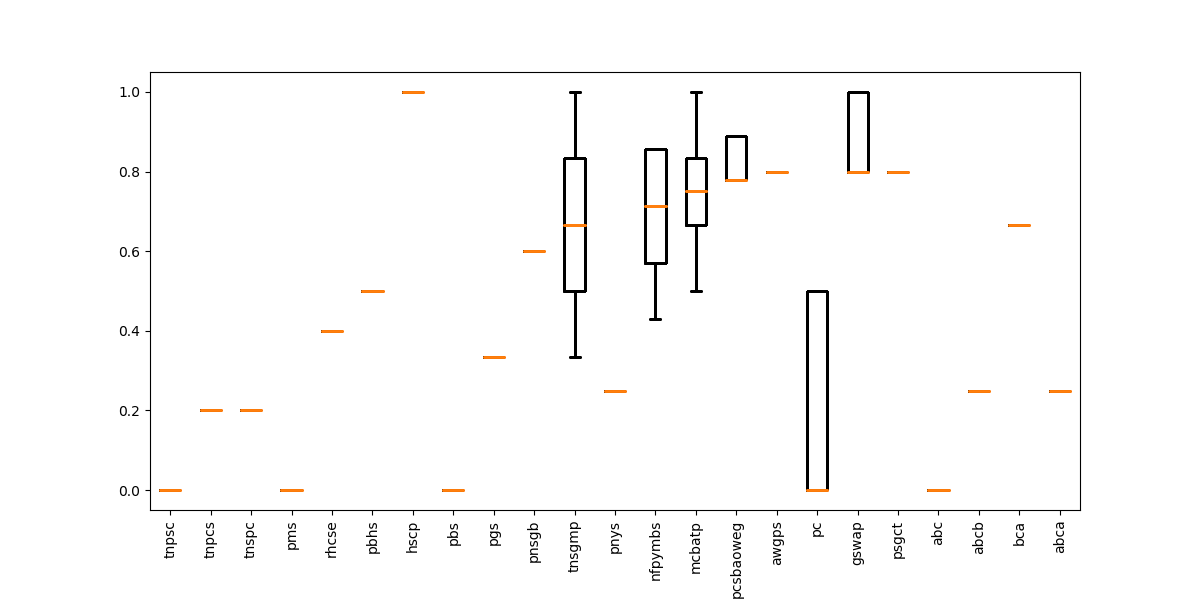 1.0
0.8
0.6
0.4
0.2
0.0
tnpsc
tnpcs
tnspc
pms
rhcse
pbhs
hscp
pbs
pgs
pnsgb
tnsgmp
pnys
nfpymbs
mcbatp
pcsbaoweg
awgps
pc
gswap
psgct
abc
abcb
bca
abca